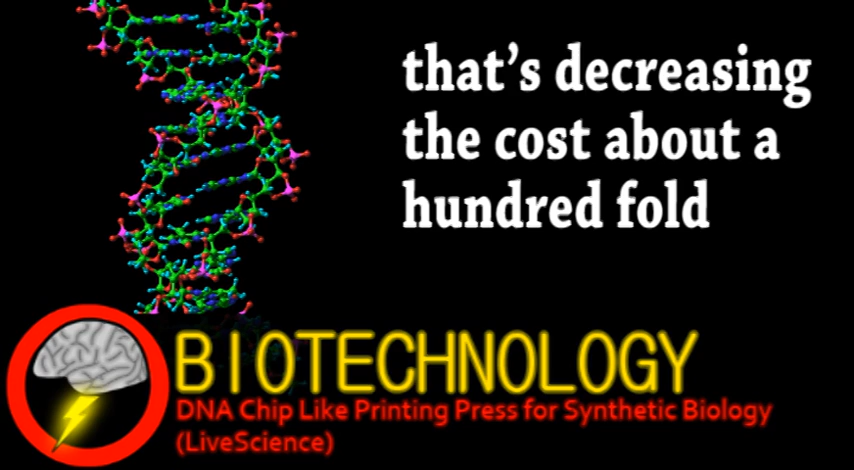 that’s decreasing
the cost about a
hundred fold
BIOTECHNOLOGY
DNA Chip Like Printing Press for Synthetic Biology
(LiveScience)